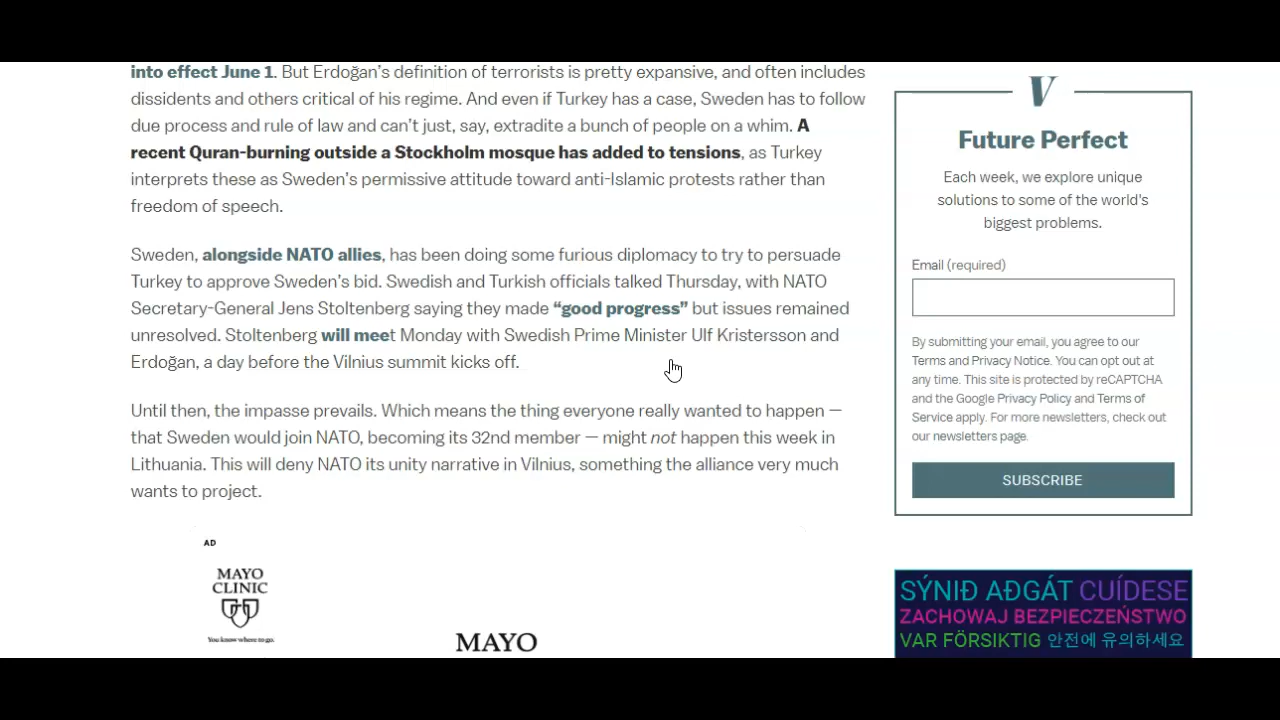 into effect June 1. But Erdoğan's definition of terrorists is pretty expansive, and often includes
dissidents and others critical of his regime. And even if Turkey has a case, Sweden has to follow
due process and rule of law and can't just, say, extradite a bunch of people on a whim. A
recent Quran-burning outside a Stockholm mosque has added to tensions, as Turkey
interprets these as Sweden's permissive attitude toward anti-Islamic protests rather than
freedom of speech.
Sweden, alongside NATO allies, has been doing some furious diplomacy to try to persuade
Turkey to approve Sweden's bid. Swedish and Turkish officials talked Thursday, with NATO
Secretary-General Jens Stoltenberg saying they made “good progress” but issues remained
unresolved. Stoltenberg will meet Monday with Swedish Prime Minister Ulf Kristersson and
Erdoğan, a day before the Vilnius summit kicks off.
Until then, the impasse prevails. Which means the thing everyone really wanted to happen —
that Sweden would join NATO, becoming its 32nd member — might not happen this week in
Lithuania. This will deny NATO its unity narrative in Vilnius, something the alliance very much
wants to project.
AD
MAYO
CLINIC
You know where to go.
MAYO
V
Future Perfect
Each week, we explore unique
solutions to some of the world's
biggest problems.
Email (required)
By submitting your email, you agree to our
Terms and Privacy Notice. You can opt out at
any time. This site is protected by reCAPTCHA
and the Google Privacy Policy and Terms of
Service apply. For more newsletters, check out
our newsletters page.
SUBSCRIBE
SÝNIÐ AÐGÁT CUÍDESE
ZACHOWAJ BEZPIECZEŃSTWO
VAR FÖRSIKTIG 안전에 유의하세요